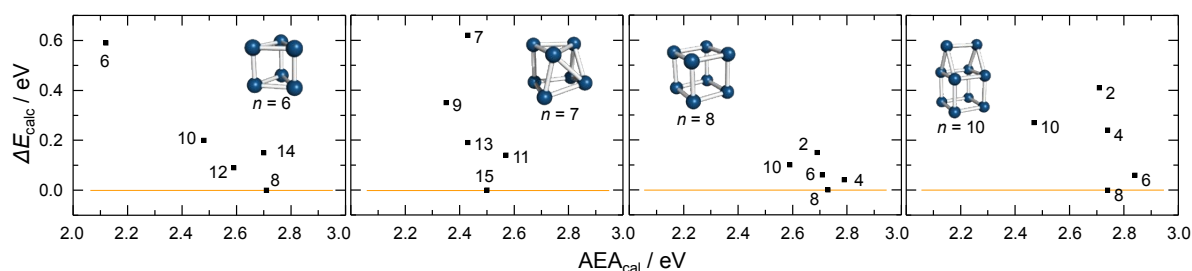 ΔE_calc / eV
0.6
0.4
0.2
0.0
6
10
12
14
8
n = 6
7
9
13
11
15
n = 7
2
10
6
4
8
n = 8
2
10
4
6
8
n = 10
2.0 2.2 2.4 2.6 2.8 3.0
2.2 2.4 2.6 2.8 3.0
2.2 2.4 2.6 2.8 3.0
2.2 2.4 2.6 2.8 3.0
AEA_cal / eV